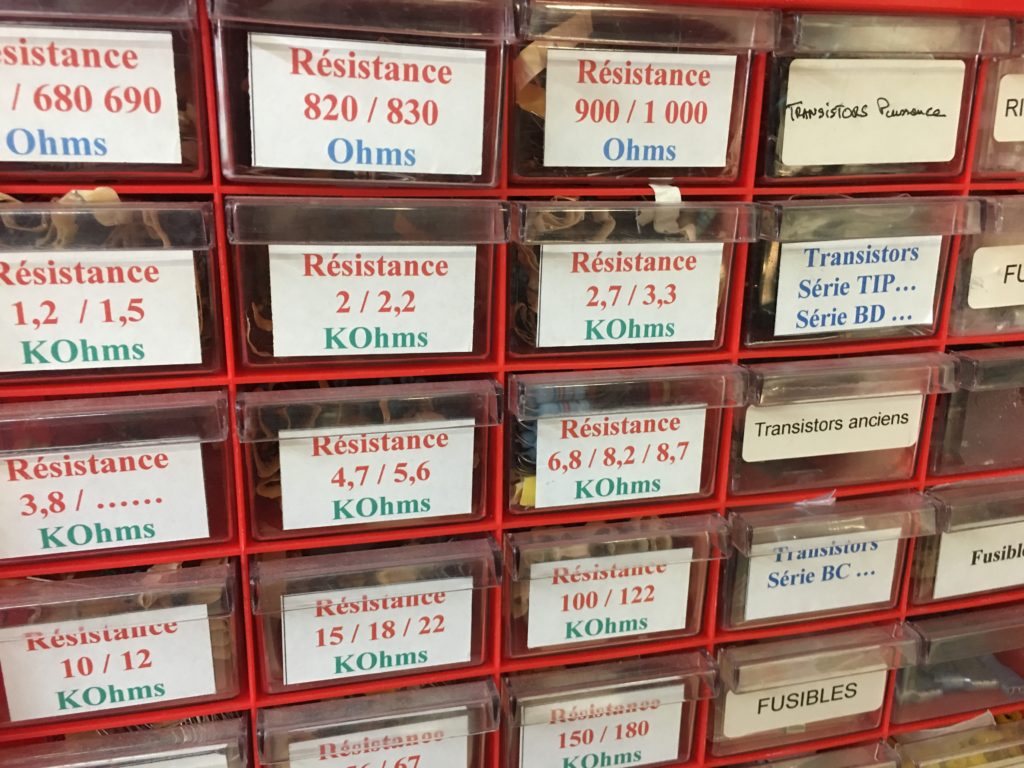 Résistance
/ 680 690
Ohms
Résistance
820 / 830
Ohms
Résistance
900 / 1 000
Ohms
TRANSISTORS Puissance
Résistance
1,2 / 1,5
KOhms
Résistance
2 / 2,2
KOhms
Résistance
2,7 / 3,3
KOhms
Transistors
Série TIP...
Série BD ...
FU
Résistance
3,8 / ......
KOhms
Résistance
4,7 / 5,6
KOhms
Résistance
6,8 / 8,2 / 8,7
KOhms
Transistors anciens
Résistance
10 / 12
KOhms
Résistance
15 / 18 / 22
KOhms
Résistance
100 / 122
KOhms
Transistors
Série BC ...
Fusible
Résistance
Résistance
150 / 180
KOhms
FUSIBLES